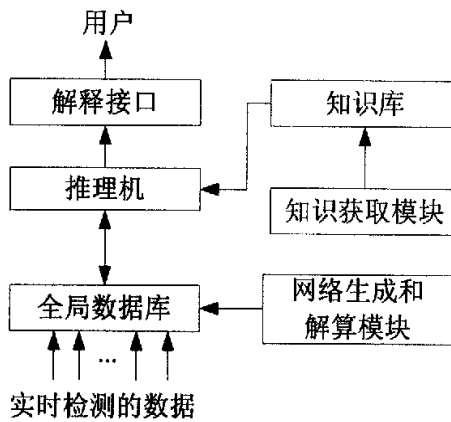 用户
解释接口
知识库
推理机
知识获取模块
全局数据库
网络生成和
解算模块
...
实时检测的数据